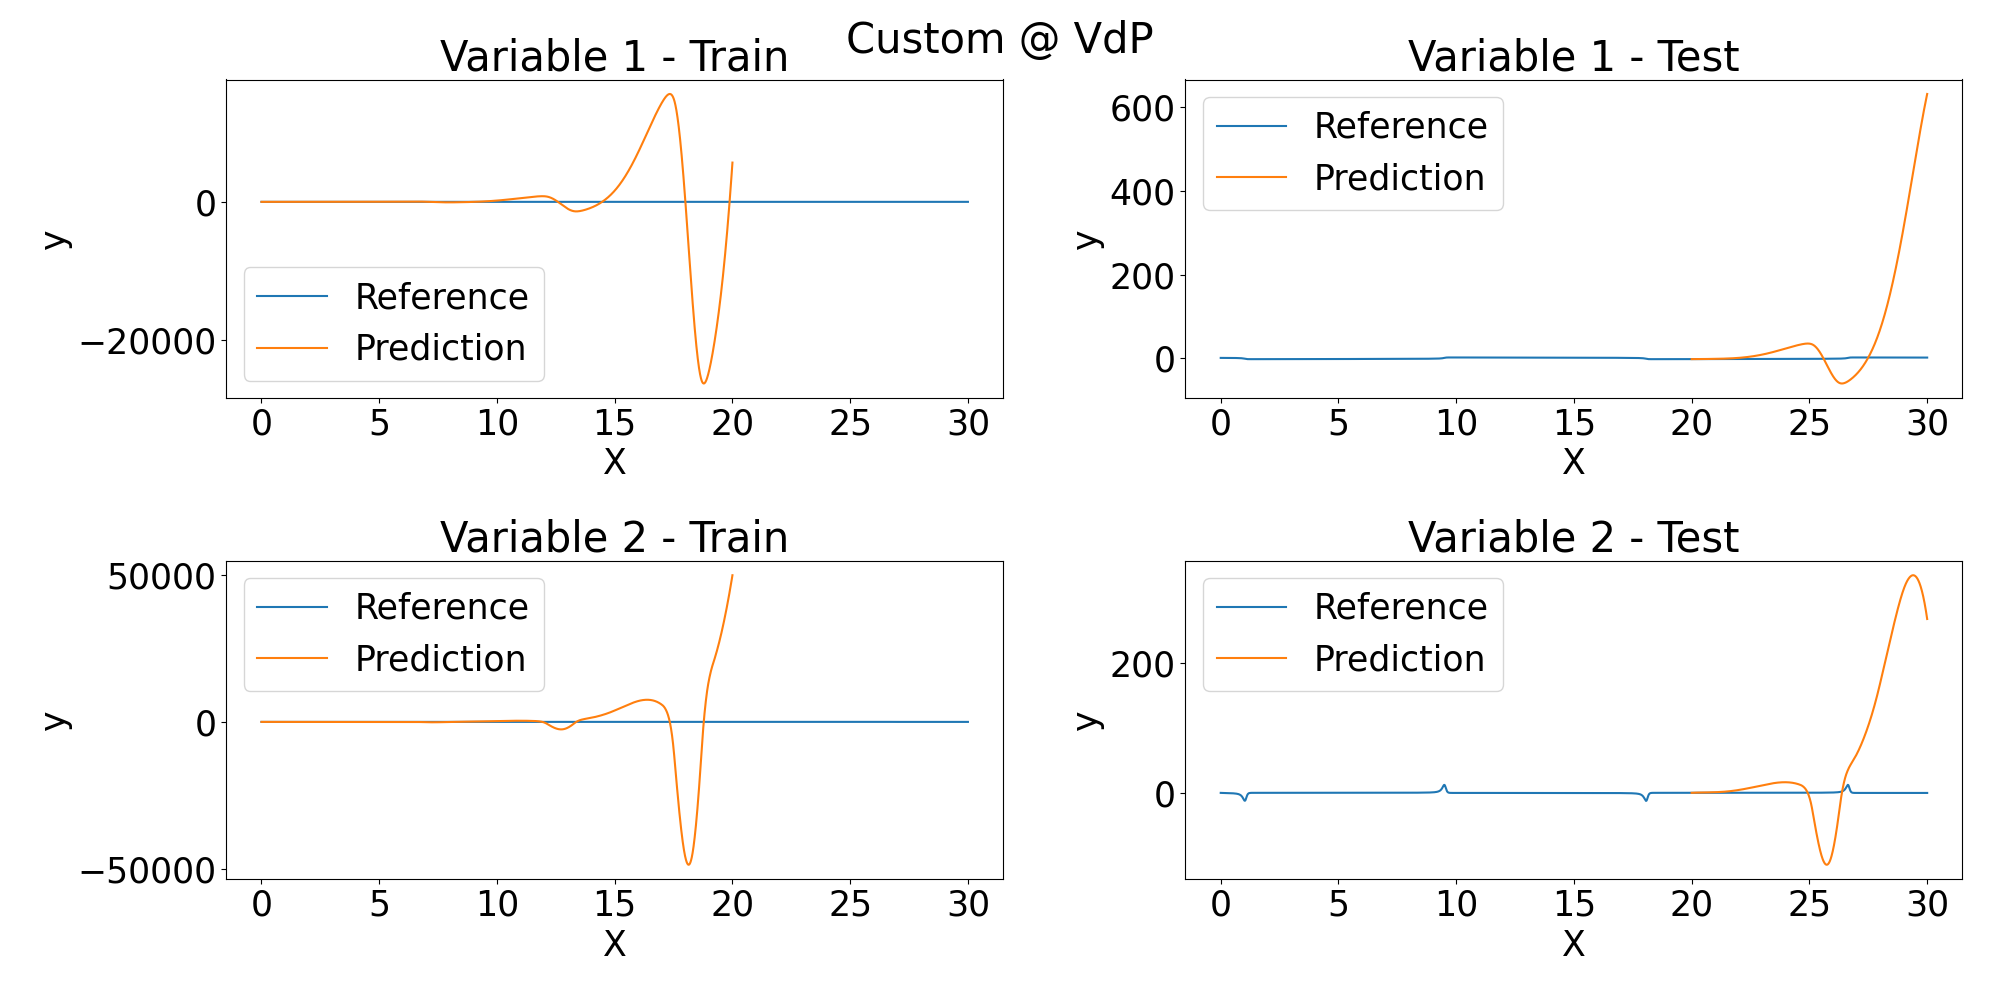 Custom @ VdP
Variable 1 - Train
y
0
−20000
Reference
Prediction
0 5 10 15 20 25 30
X
Variable 1 - Test
y
600
400
200
0
Reference
Prediction
0 5 10 15 20 25 30
X
Variable 2 - Train
y
50000
0
−50000
Reference
Prediction
0 5 10 15 20 25 30
X
Variable 2 - Test
y
200
0
Reference
Prediction
0 5 10 15 20 25 30
X